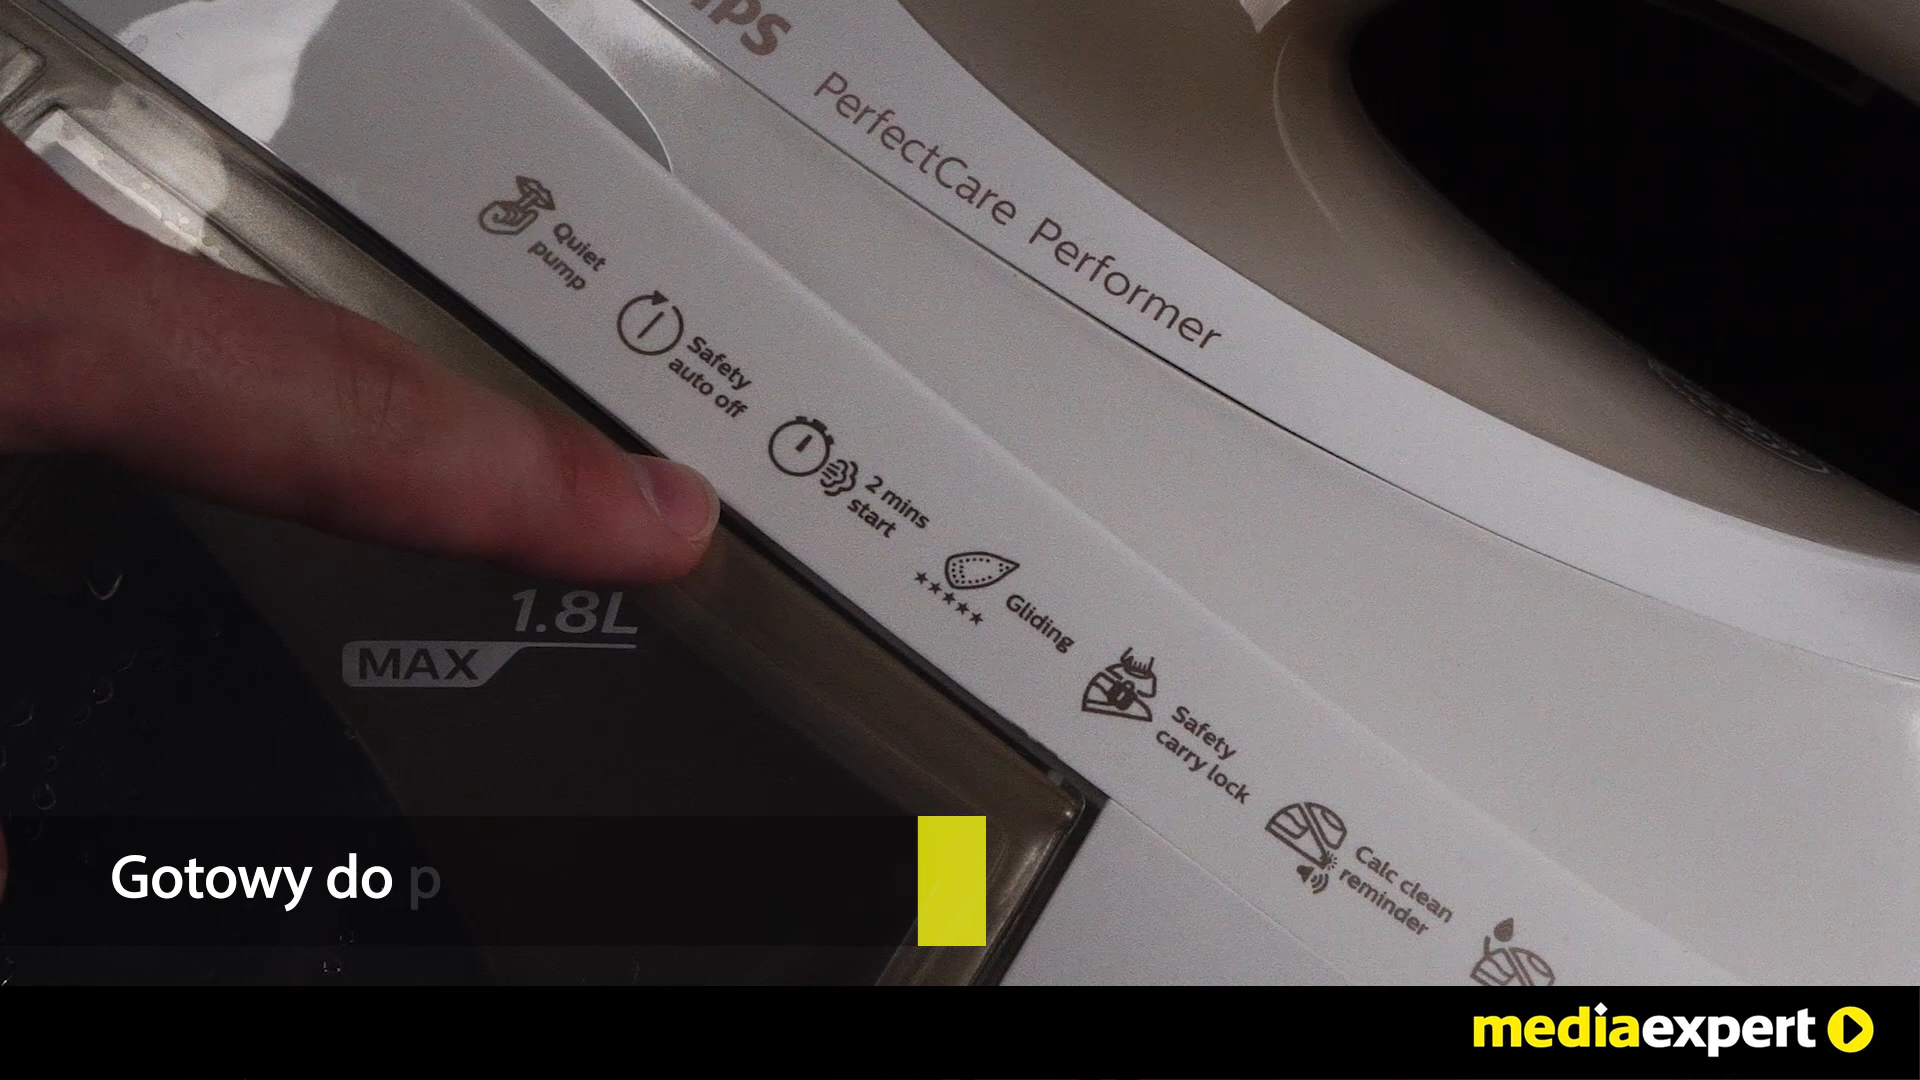 PerfectCare Performer
Quiet
pump
Safety
auto off
2 mins
start
Gliding
Safety
carry lock
Calc clean
reminder
1.8L
MAX
Gotowy do p
mediaexpert